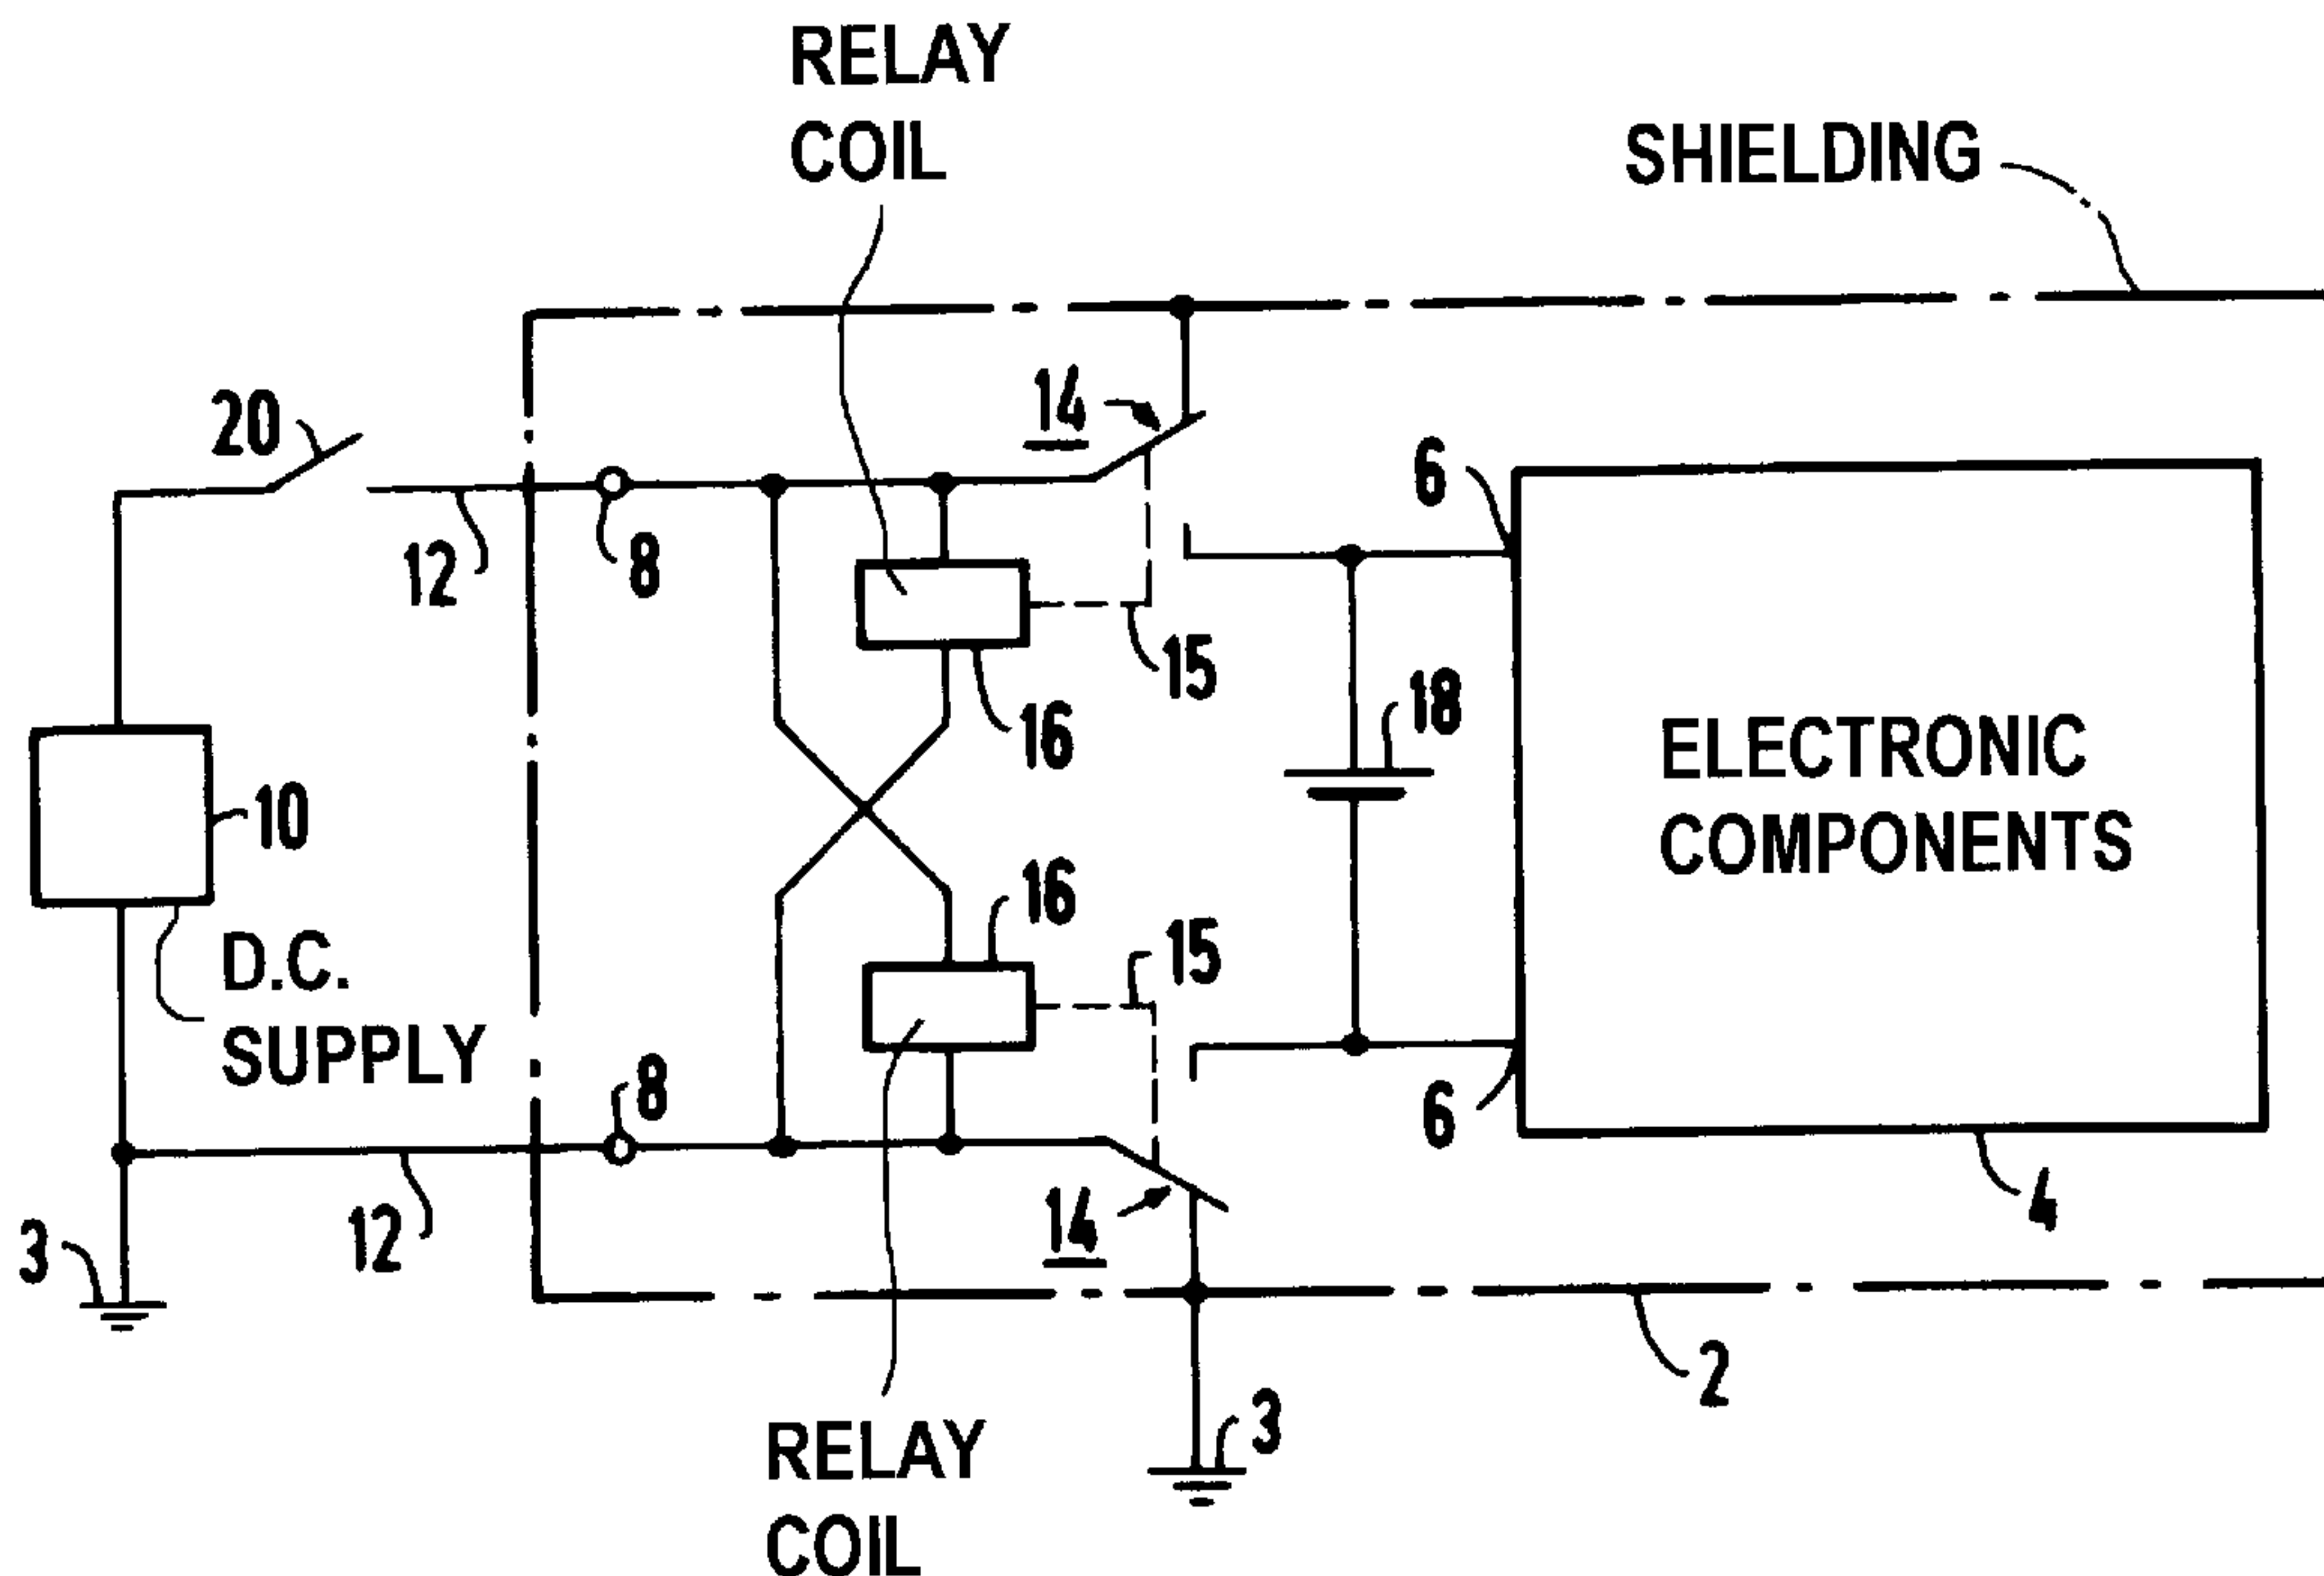 RELAY
COIL
SHIELDING
14
20
6
12
8
15
18
16
ELECTRONIC
COMPONENTS
10
16
15
D.C.
SUPPLY
8
6
14
4
12
3
2
3
RELAY
COIL